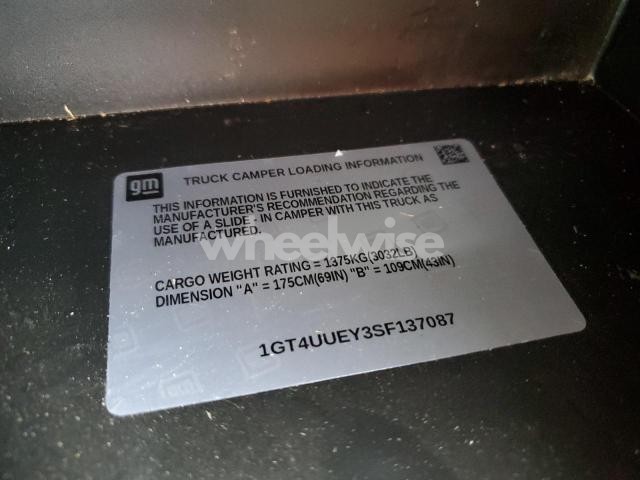 gm
TRUCK CAMPER LOADING INFORMATION
THIS INFORMATION IS FURNISHED TO INDICATE THE
MANUFACTURER'S RECOMMENDATION REGARDING THE
USE OF A SLIDE - IN CAMPER WITH THIS TRUCK AS
MANUFACTURED.
wheelwise
CARGO WEIGHT RATING = 1375KG(3032LB)
DIMENSION "A" = 175CM(69IN) "B" = 109CM(43IN)
1GT4UUEY3SF137087